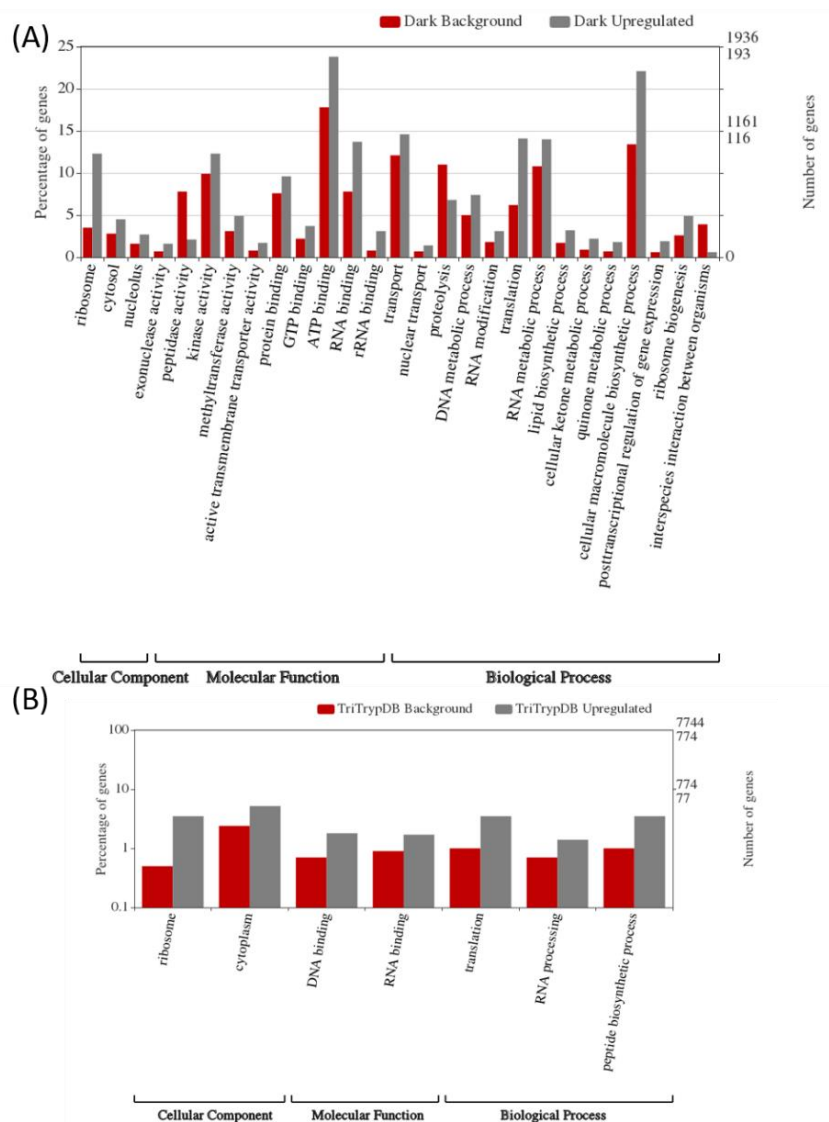 (A)
Dark Background Dark Upregulated
25
20
15
10
5
0
Percentage of genes
1936
193
1161
116
0
Number of genes
ribosome
cytosol
nucleolus
exonuclease activity
peptidase activity
kinase activity
methyltransferase activity
active transmembrane transporter activity
protein binding
GTP binding
ATP binding
RNA binding
rRNA binding
transport
nuclear transport
proteolysis
DNA metabolic process
RNA modification
translation
RNA metabolic process
lipid biosynthetic process
cellular ketone metabolic process
quinone metabolic process
cellular macromolecule biosynthetic process
posttranscriptional regulation of gene expression
ribosome biogenesis
interspecies interaction between organisms
Cellular Component Molecular Function Biological Process
(B)
TriTrypDB Background TriTrypDB Upregulated
100
10
1
0.1
Percentage of genes
7744
774
774
77
Number of genes
ribosome
cytoplasm
DNA binding
RNA binding
translation
RNA processing
peptide biosynthetic process
Cellular Component Molecular Function Biological Process